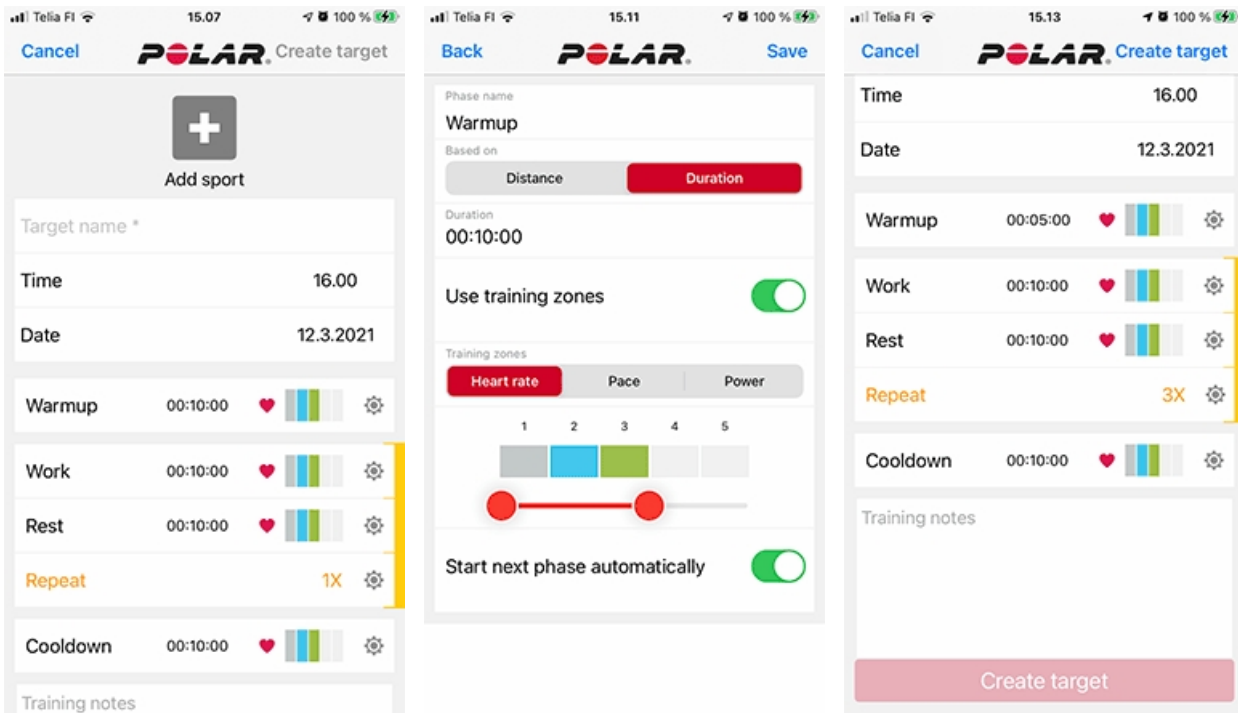 Telia FI 15.07 100 %
Cancel POLAR. Create target
Add sport
Target name *
Time 16.00
Date 12.3.2021
Warmup 00:10:00
Work 00:10:00
Rest 00:10:00
Repeat 1X
Cooldown 00:10:00
Training notes
Telia FI 15.11 100 %
Back POLAR. Save
Phase name
Warmup
Based on
Distance Duration
Duration
00:10:00
Use training zones
Training zones
Heart rate Pace Power
1 2 3 4 5
Start next phase automatically
Telia FI 15.13 100 %
Cancel POLAR. Create target
Time 16.00
Date 12.3.2021
Warmup 00:05:00
Work 00:10:00
Rest 00:10:00
Repeat 3X
Cooldown 00:10:00
Training notes
Create target